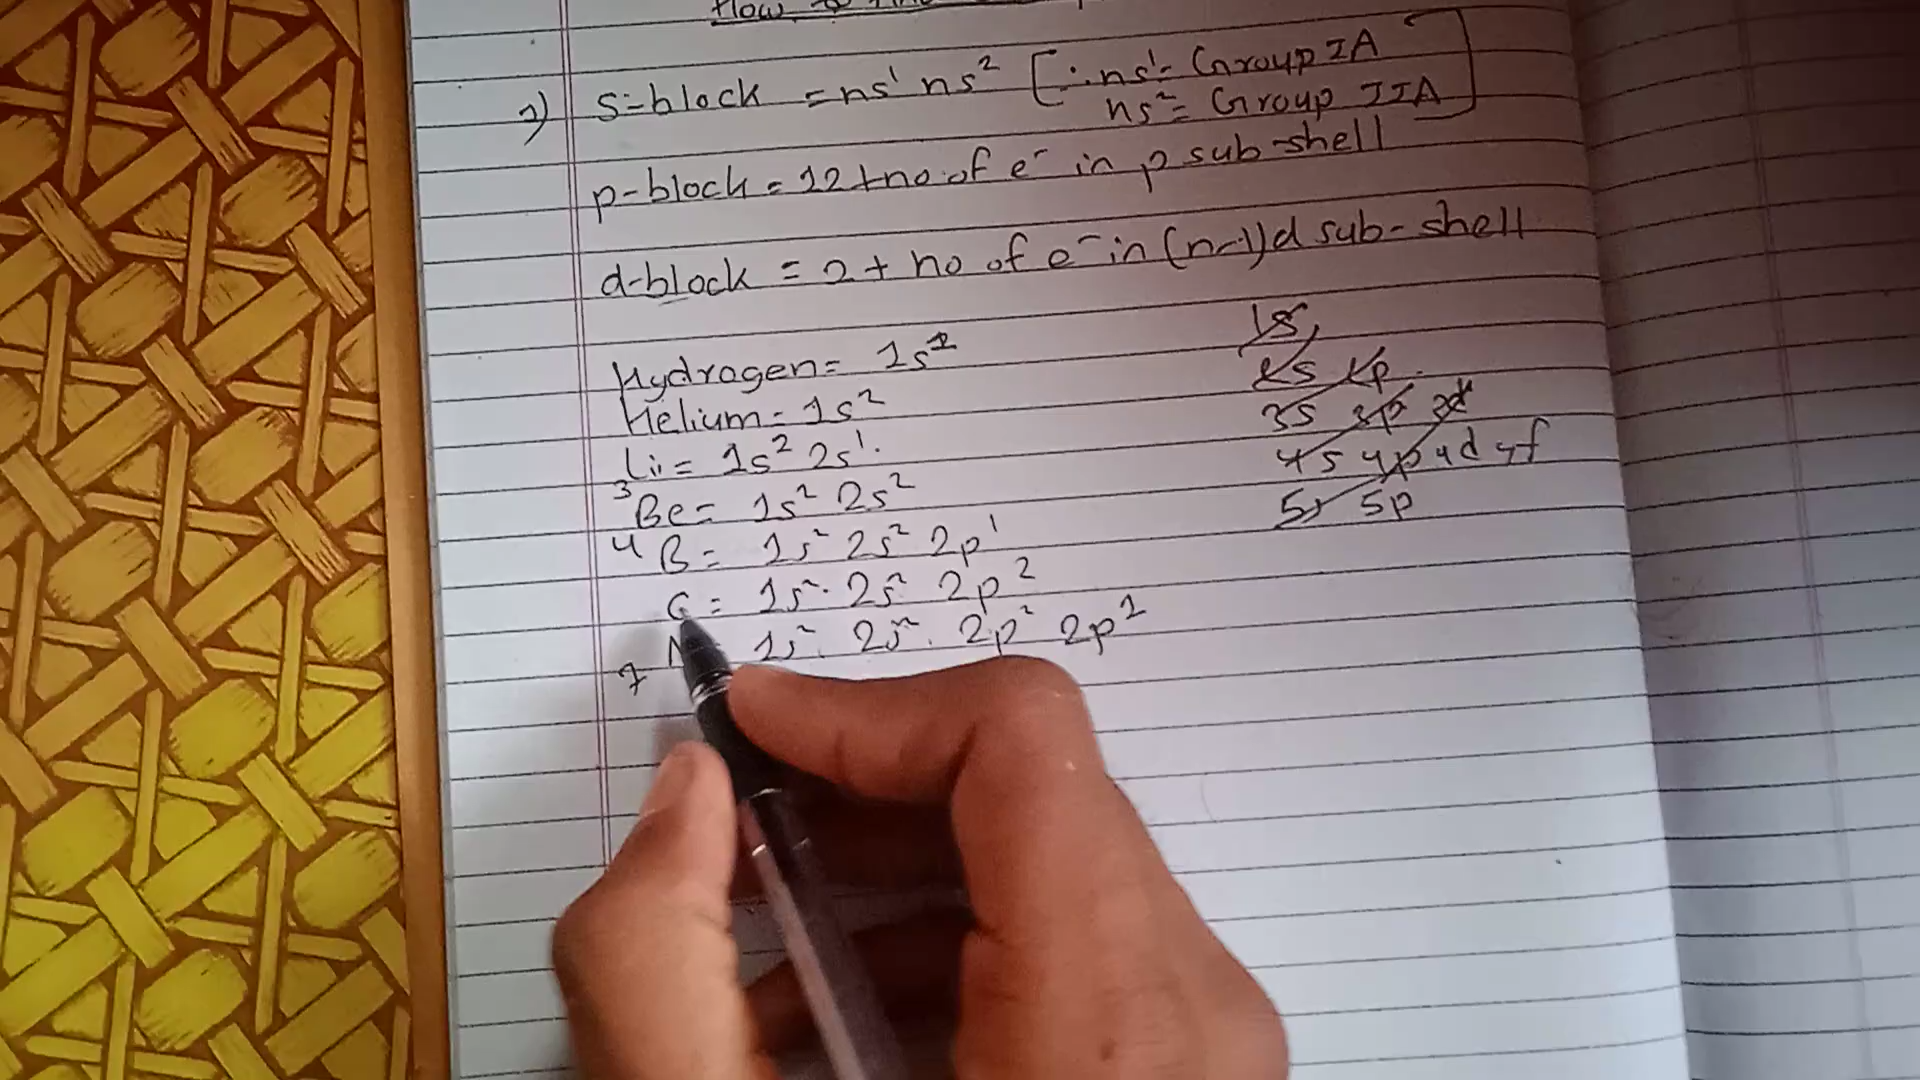 How to
1) S-block = ns¹ ns² [∵ ns¹= Group IA
ns²= Group IIA]
p-block = 12+no.of e⁻ in p sub-shell
d-block = 2+ no of e⁻ in (n-1)d sub-shell
Hydrogen= 1s¹
Helium= 1s²
Li = 1s² 2s¹.
3
Be= 1s² 2s²
4
B= 1s² 2s² 2p¹
C= 1s². 2s² 2p²
N 1s². 2s². 2p² 2p¹
7
1s,
2s 2p.
3s 3p 3d
4s 4p 4d 4f
5s 5p